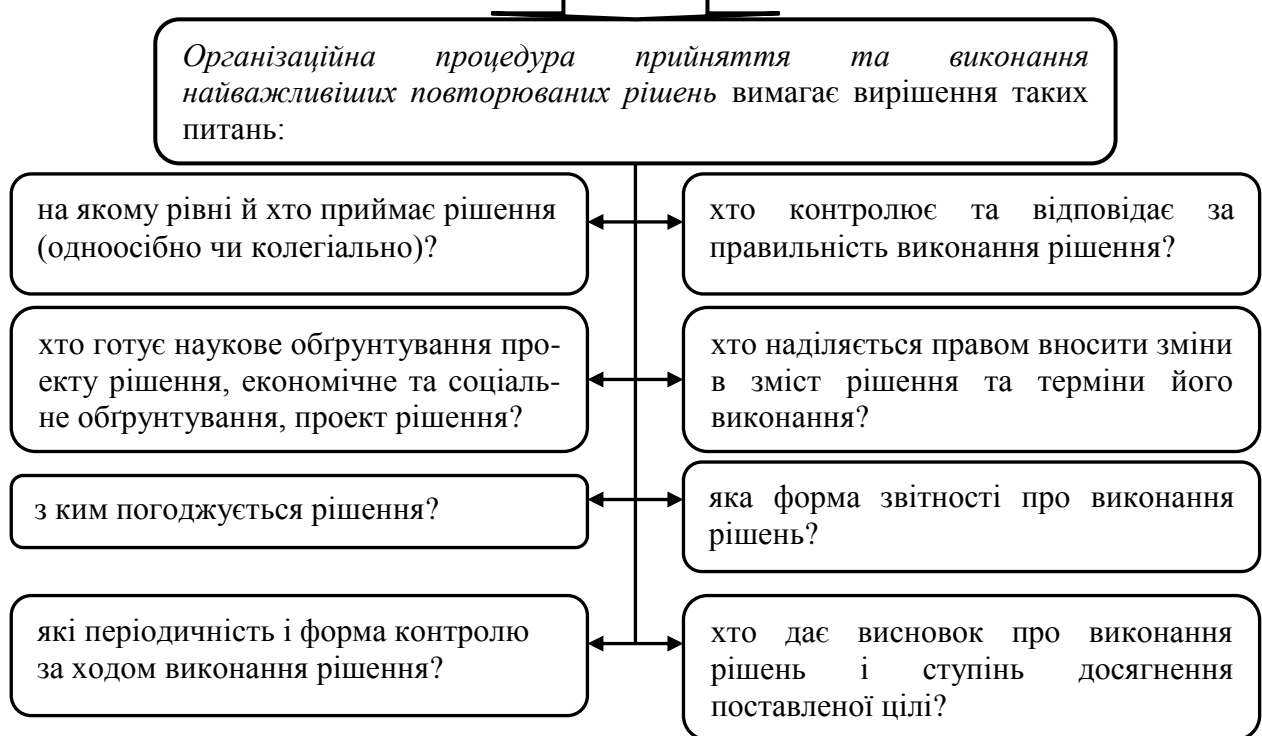 Організаційна процедура прийняття та виконання
найважливіших повторюваних рішень вимагає вирішення таких
питань:
на якому рівні й хто приймає рішення
(одноосібно чи колегіально)?
хто контролює та відповідає за
правильність виконання рішення?
хто готує наукове обґрунтування про-
екту рішення, економічне та соціаль-
не обґрунтування, проект рішення?
хто наділяється правом вносити зміни
в зміст рішення та терміни його
виконання?
з ким погоджується рішення?
яка форма звітності про виконання
рішень?
які періодичність і форма контролю
за ходом виконання рішення?
хто дає висновок про виконання
рішень і ступінь досягнення
поставленої цілі?